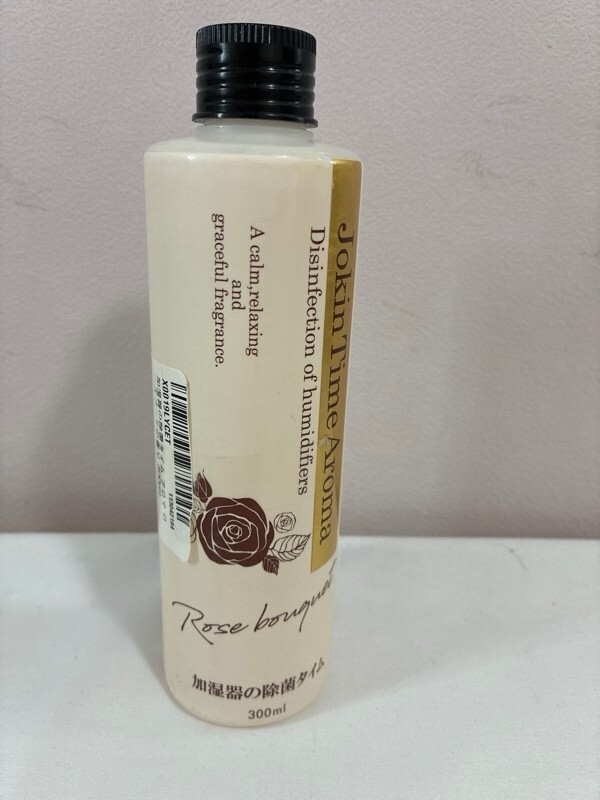 JokinTime Aroma
Disinfection of humidifiers
A calm,relaxing
and
graceful fragrance.
X0019LYCET
Rose bouquet
加湿器の除菌タイム
300ml